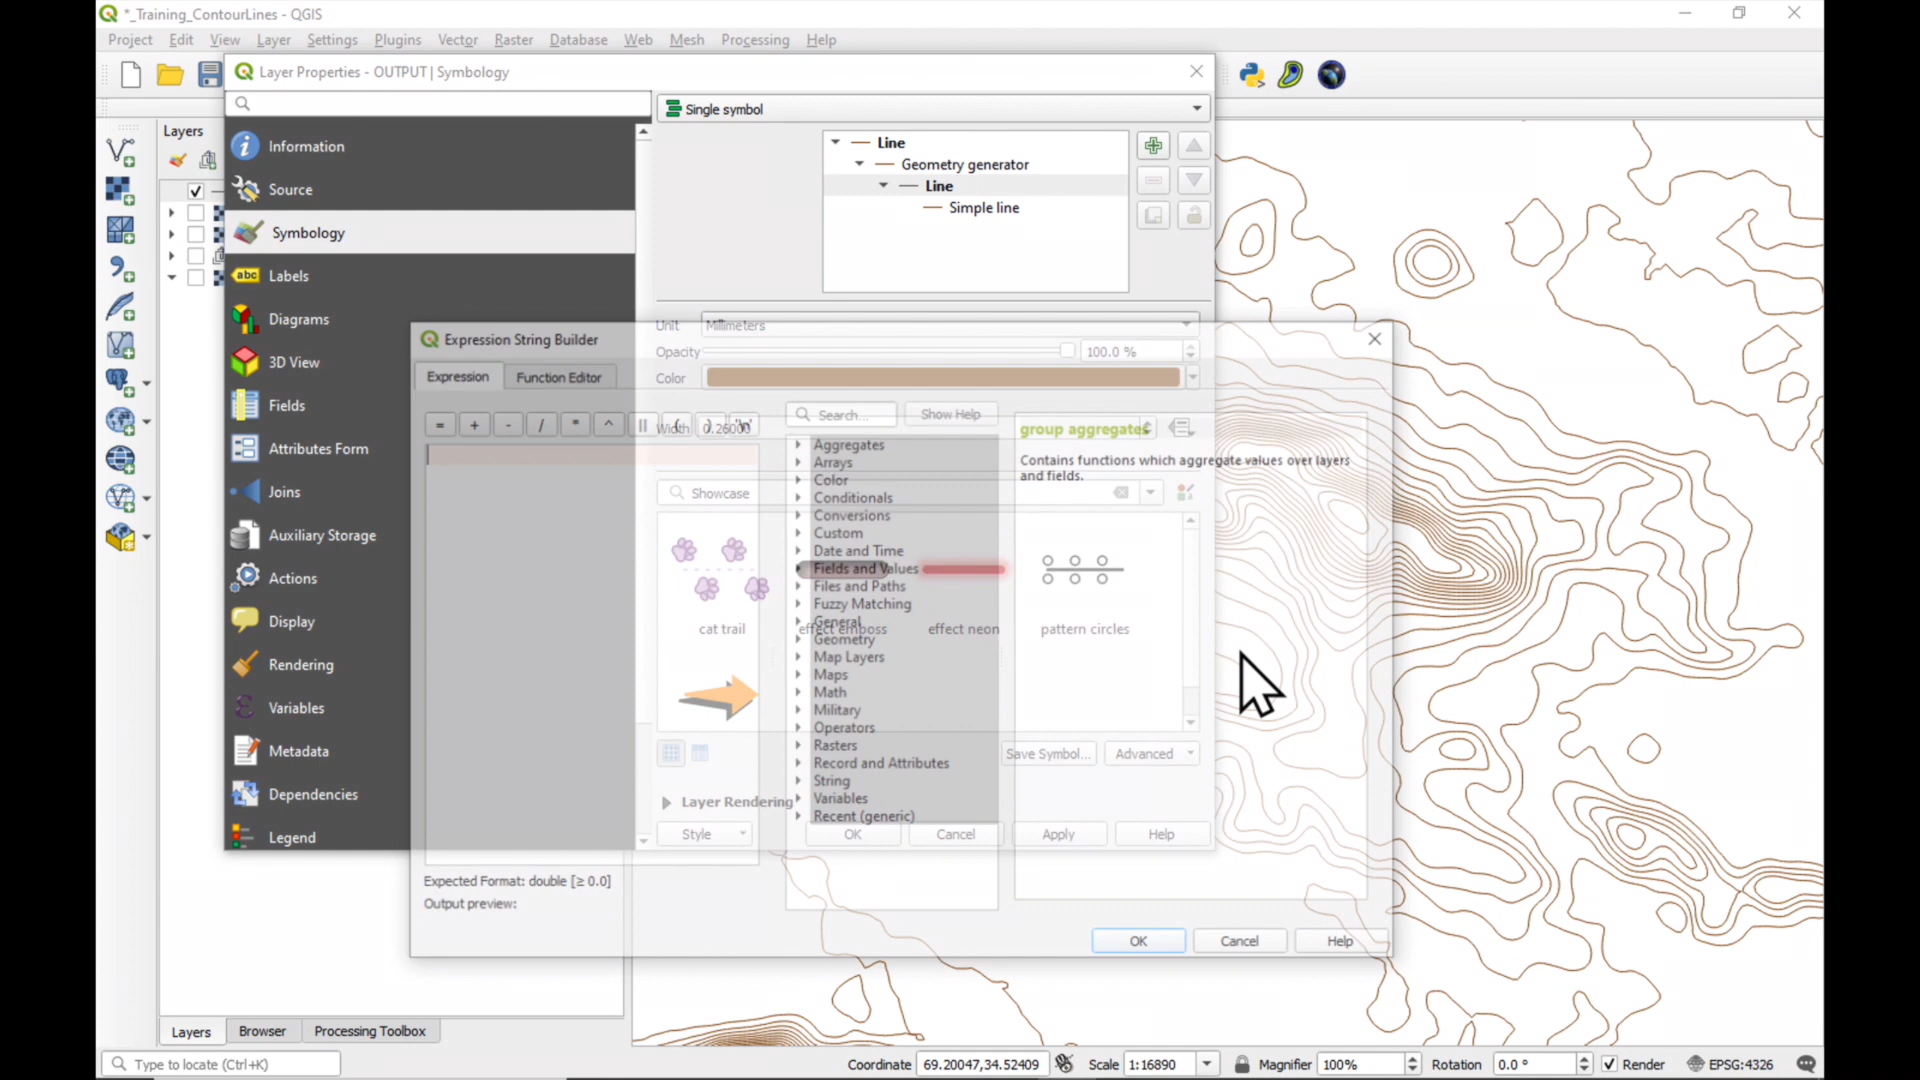 *_Training_ContourLines - QGIS
Project Edit View Layer Settings Plugins Vector Raster Database Web Mesh Processing Help
Layer Properties - OUTPUT | Symbology
Single symbol
Layers
Information
Source
Symbology
Labels
Diagrams
3D View
Fields
Attributes Form
Joins
Auxiliary Storage
Actions
Display
Rendering
Variables
Metadata
Dependencies
Legend
Line
Geometry generator
Line
Simple line
Unit Millimeters
Opacity 100.0 %
Color
Width 0.26000
Showcase
cat trail effect emboss effect neon pattern circles
Save Symbol... Advanced
Layer Rendering
Style OK Cancel Apply Help
Expression String Builder
Expression Function Editor
= + - / * ^ || ( ) '\n'
Search... Show Help
Aggregates
Arrays
Color
Conditionals
Conversions
Custom
Date and Time
Fields and Values
Files and Paths
Fuzzy Matching
General
Geometry
Map Layers
Maps
Math
Military
Operators
Rasters
Record and Attributes
String
Variables
Recent (generic)
group aggregates
Contains functions which aggregate values over layers
and fields.
Expected Format: double [≥ 0.0]
Output preview:
OK Cancel Help
Layers Browser Processing Toolbox
Type to locate (Ctrl+K) Coordinate 69.20047,34.52409 Scale 1:16890 Magnifier 100% Rotation 0.0 ° Render EPSG:4326